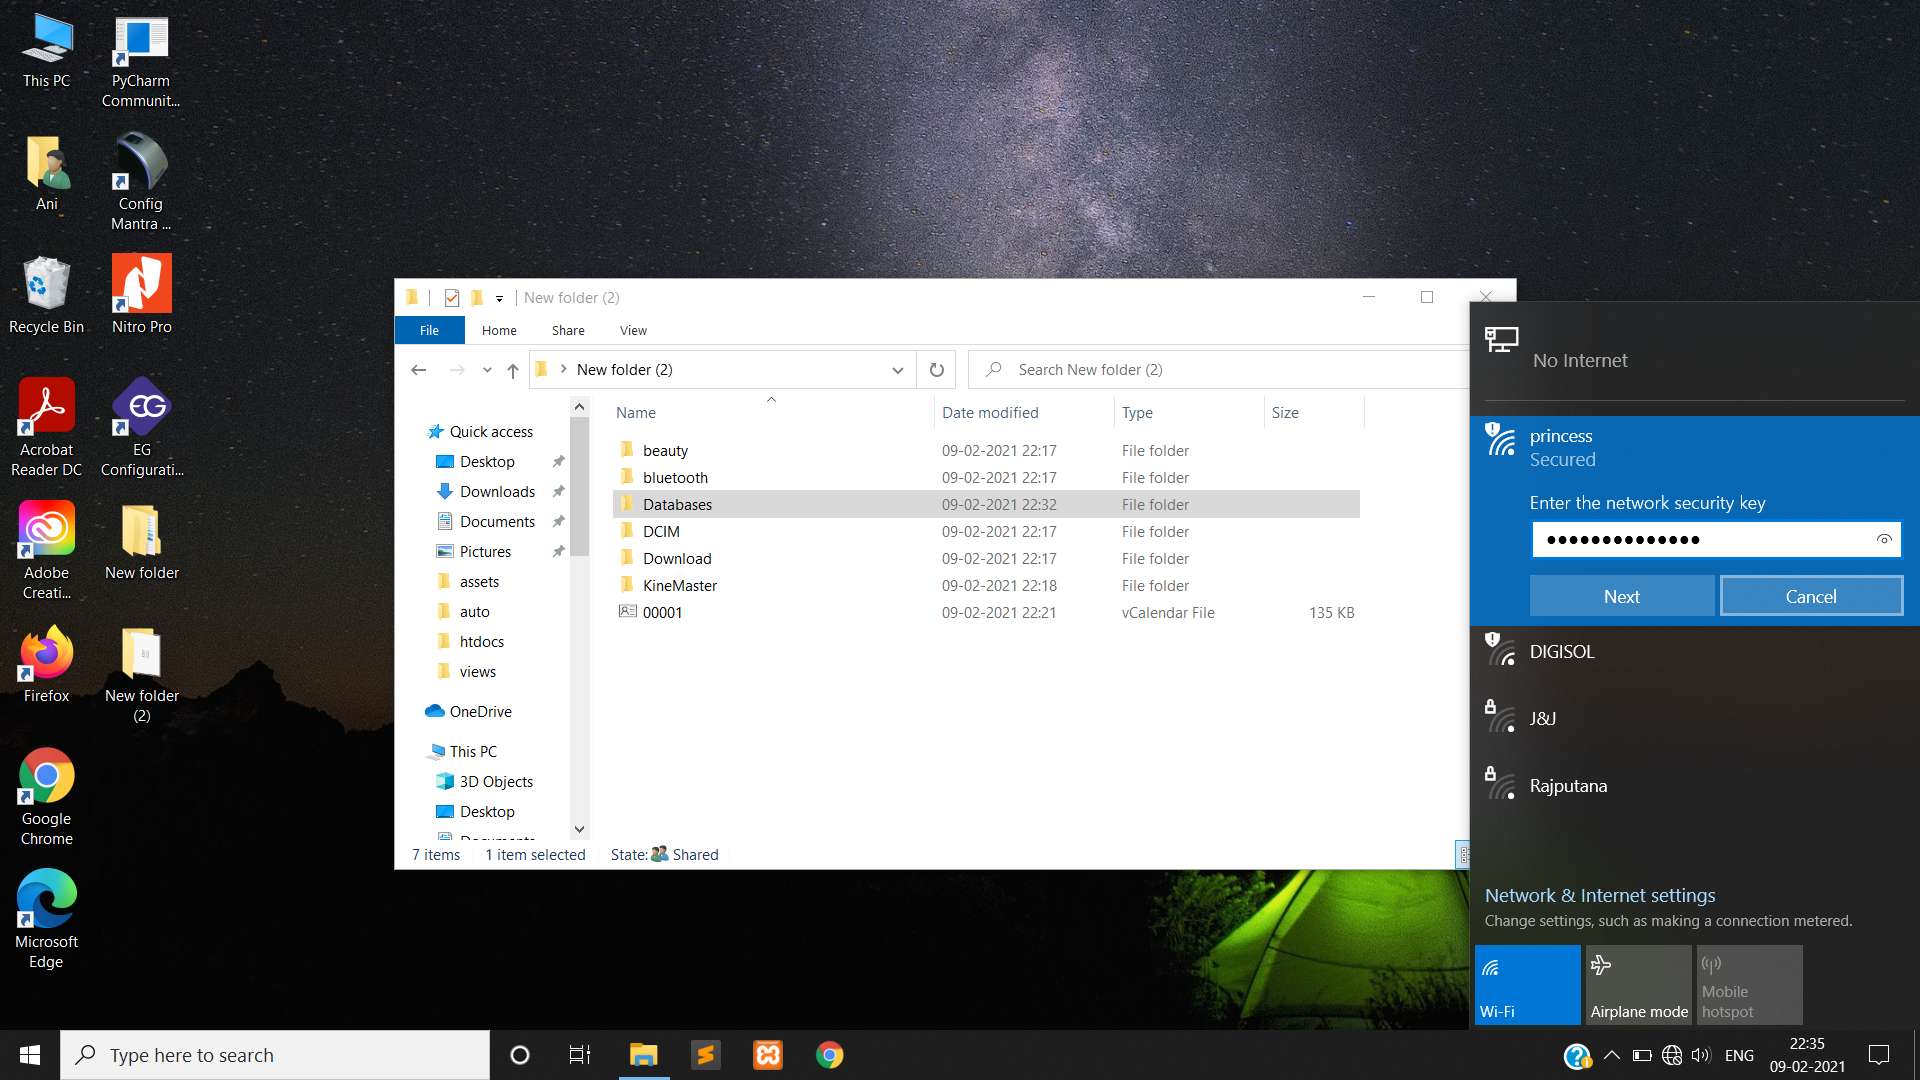 This PC
PyCharm
Communit...
Ani
Config
Mantra ...
Recycle Bin
Nitro Pro
Acrobat
Reader DC
EG
Configurati...
Adobe
Creati...
New folder
Firefox
New folder
(2)
Google
Chrome
Microsoft
Edge
New folder (2)
File Home Share View
New folder (2)
Search New folder (2)
Name Date modified Type Size
Quick access
Desktop
Downloads
Documents
Pictures
assets
auto
htdocs
views
OneDrive
This PC
3D Objects
Desktop
Documents
beauty 09-02-2021 22:17 File folder
bluetooth 09-02-2021 22:17 File folder
Databases 09-02-2021 22:32 File folder
DCIM 09-02-2021 22:17 File folder
Download 09-02-2021 22:17 File folder
KineMaster 09-02-2021 22:18 File folder
00001 09-02-2021 22:21 vCalendar File 135 KB
7 items 1 item selected State: Shared
No Internet
princess
Secured
Enter the network security key
Next Cancel
DIGISOL
J&J
Rajputana
Network & Internet settings
Change settings, such as making a connection metered.
Wi-Fi
Airplane mode
Mobile
hotspot
Type here to search
ENG
22:35
09-02-2021